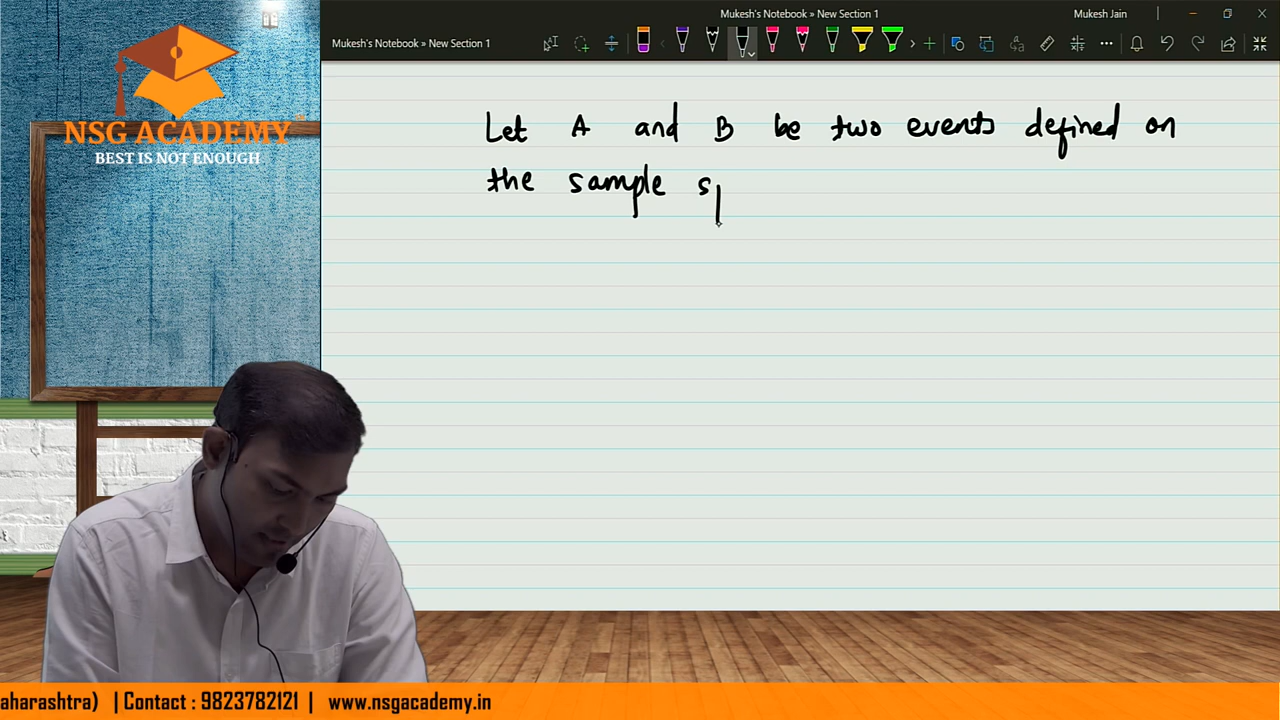 Mukesh's Notebook » New Section 1
Mukesh Jain
Mukesh's Notebook » New Section 1
NSG ACADEMY
BEST IS NOT ENOUGH
Let A and B be two events defined on
the sample sp
aharashtra) | Contact : 9823782121 | www.nsgacademy.in